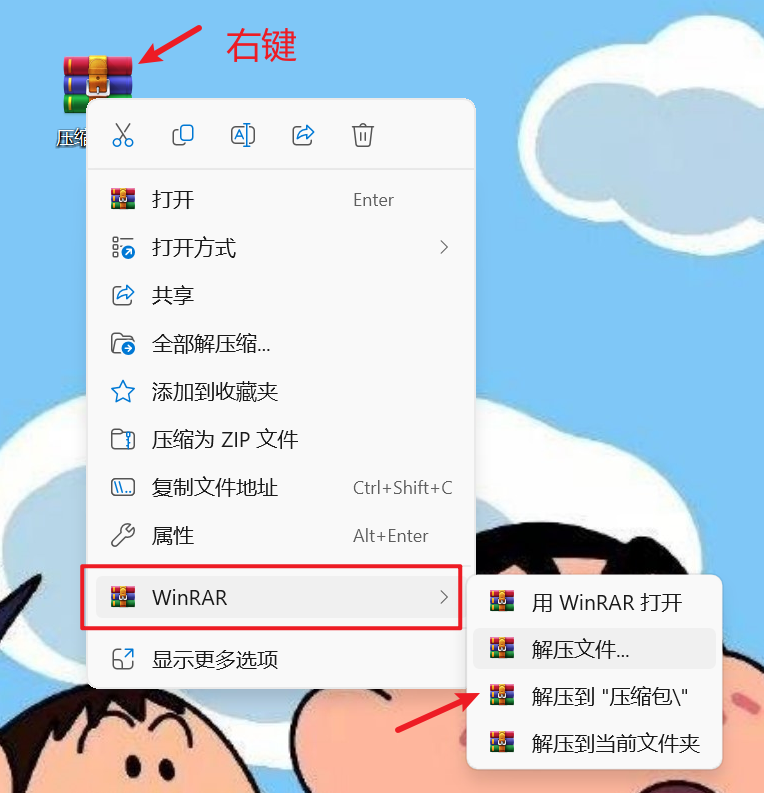 右键
压缩
打开 Enter
打开方式
共享
全部解压缩...
添加到收藏夹
压缩为 ZIP 文件
复制文件地址 Ctrl+Shift+C
属性 Alt+Enter
WinRAR
显示更多选项
用 WinRAR 打开
解压文件...
解压到 "压缩包\"
解压到当前文件夹